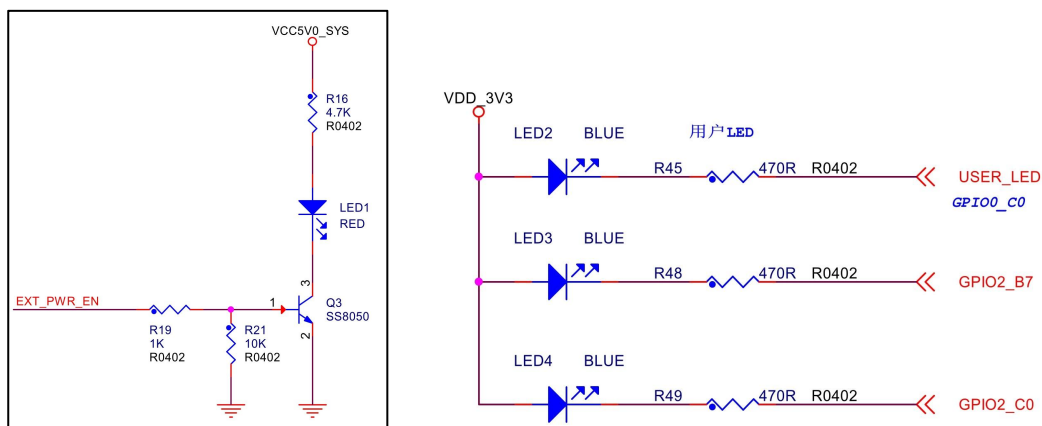 VCC5V0_SYS
R16
4.7K
R0402
LED1
RED
3
EXT_PWR_EN
1
Q3
SS8050
2
R19
1K
R0402
R21
10K
R0402
VDD_3V3
LED2 BLUE 用户LED
R45 470R R0402 USER_LED
GPIO0_C0
LED3 BLUE
R48 470R R0402 GPIO2_B7
LED4 BLUE
R49 470R R0402 GPIO2_C0